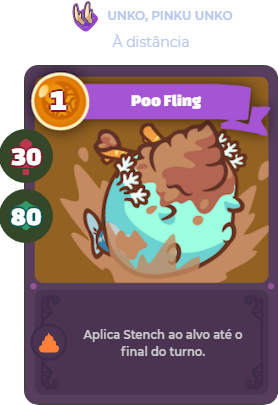 UNKO, PINKU UNKO
À distância
1
Poo Fling
30
80
Aplica Stench ao alvo até o
final do turno.